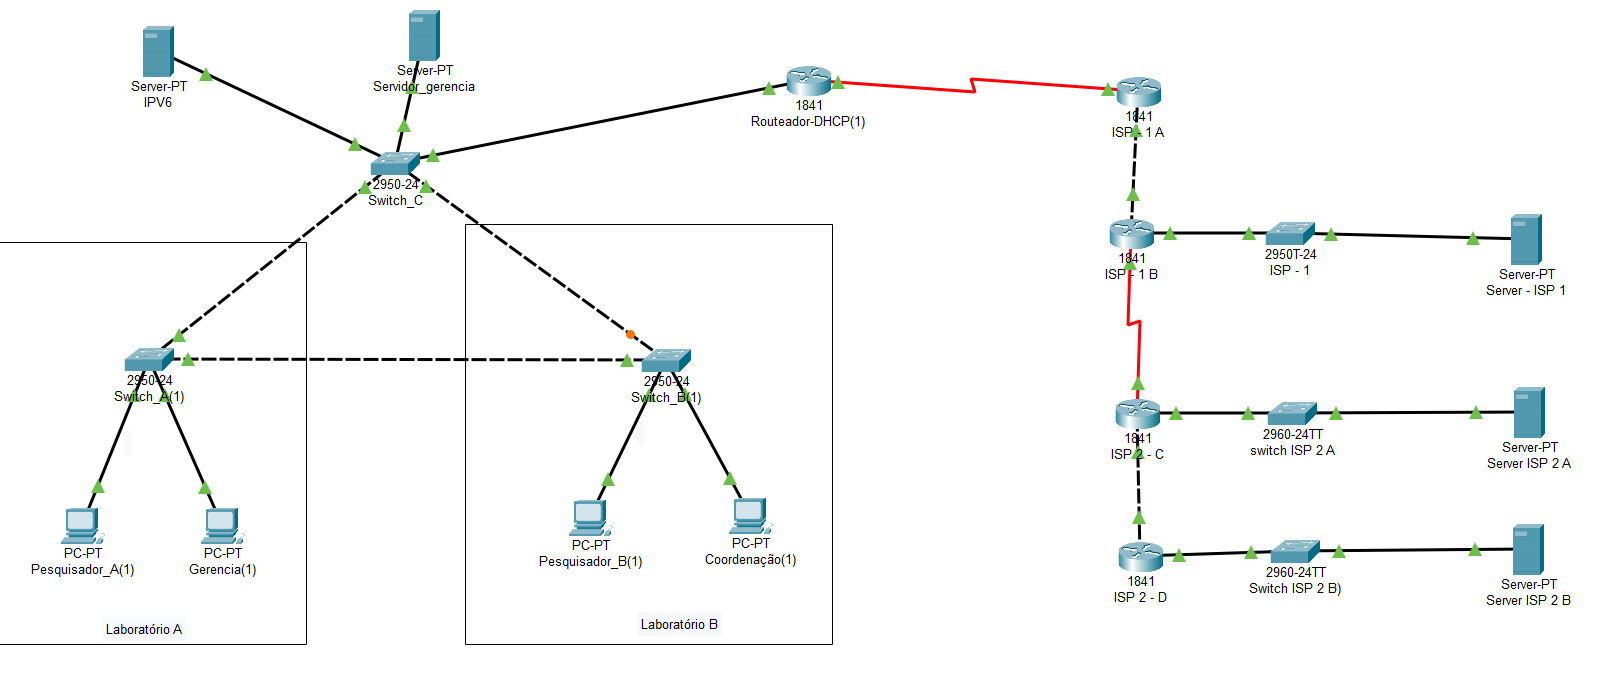 Server-PT
IPV6
Server-PT
Servidor_gerencia
1841
Routeador-DHCP(1)
1841
ISP - 1 A
2950-24
Switch_C
1841
ISP - 1 B
2950T-24
ISP - 1
Server-PT
Server - ISP 1
2950-24
Switch_A(1)
2950-24
Switch_B(1)
1841
ISP 2 - C
2960-24TT
switch ISP 2 A
Server-PT
Server ISP 2 A
PC-PT
Pesquisador_A(1)
PC-PT
Gerencia(1)
PC-PT
Pesquisador_B(1)
PC-PT
Coordenação(1)
1841
ISP 2 - D
2960-24TT
Switch ISP 2 B)
Server-PT
Server ISP 2 B
Laboratório A
Laboratório B